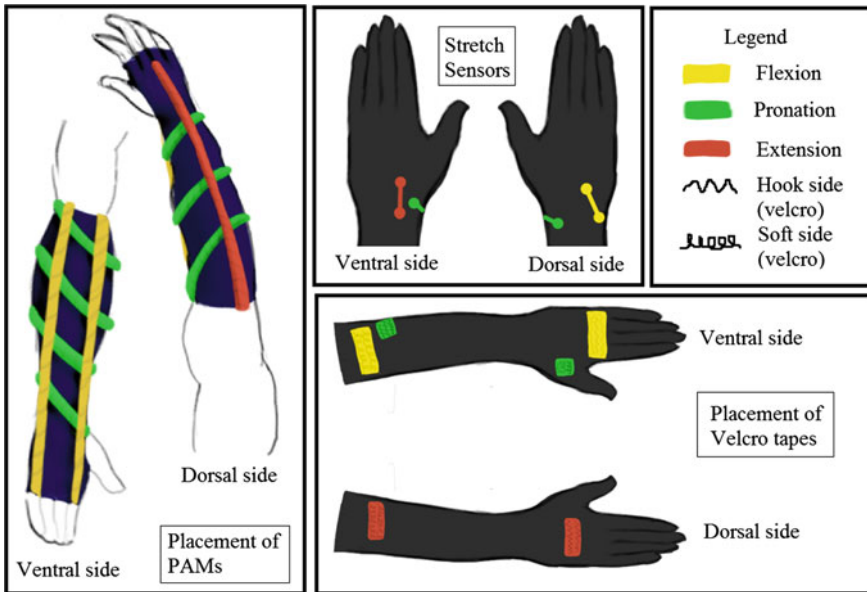 Dorsal side
Ventral side
Placement of
PAMs
Stretch
Sensors
Ventral side
Dorsal side
Legend
Flexion
Pronation
Extension
Hook side
(velcro)
Soft side
(velcro)
Ventral side
Placement of
Velcro tapes
Dorsal side